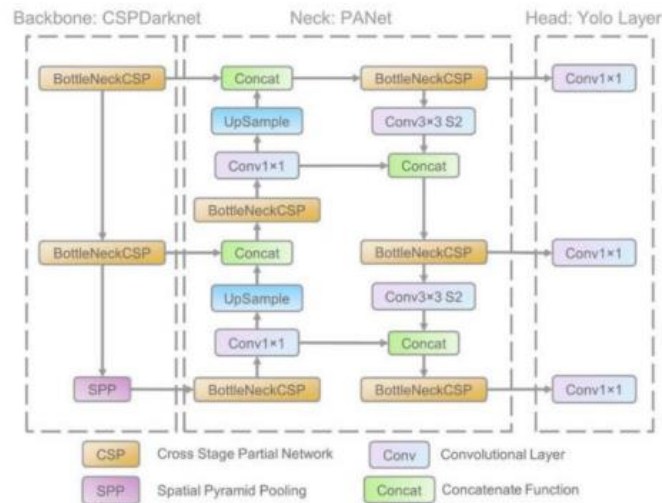 Backbone: CSPDarknet Neck: PANet Head: Yolo Layer
BottleNeckCSP Concat BottleNeckCSP Conv1×1
UpSample Conv3×3 S2
Conv1×1 Concat
BottleNeckCSP
BottleNeckCSP Concat BottleNeckCSP Conv1×1
UpSample Conv3×3 S2
Conv1×1 Concat
SPP BottleNeckCSP BottleNeckCSP Conv1×1
CSP Cross Stage Partial Network Conv Convolutional Layer
SPP Spatial Pyramid Pooling Concat Concatenate Function